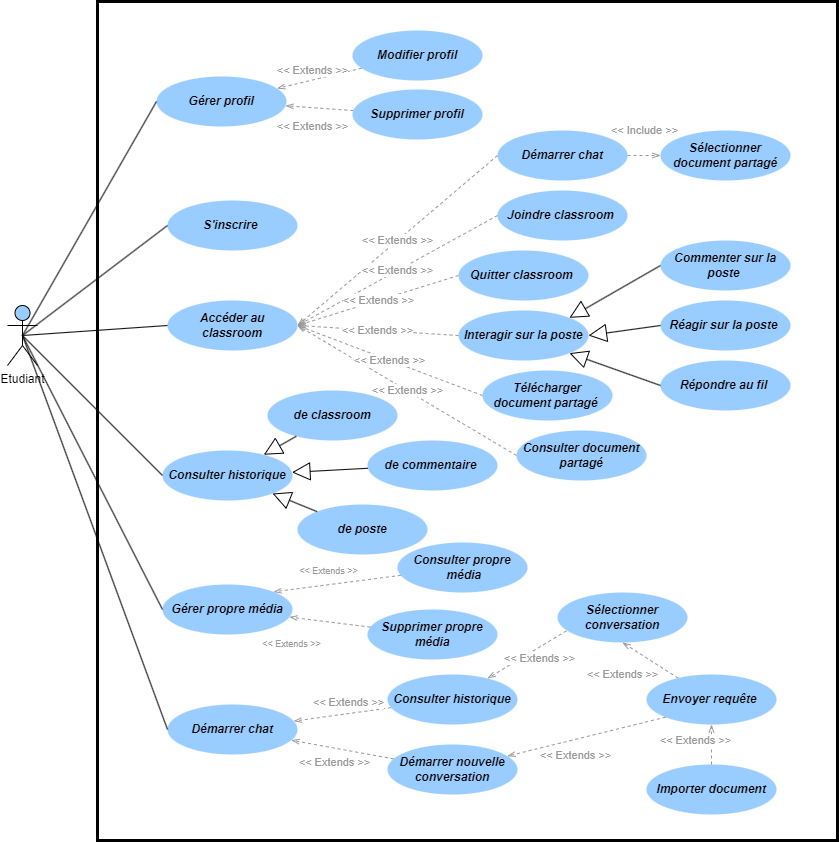 Modifier profil
<< Extends >>
Gérer profil
Supprimer profil
<< Extends >>
<< Include >>
Démarrer chat
Sélectionner
document partagé
Joindre classroom
S'inscrire
<< Extends >>
Commenter sur la
poste
<< Extends >>
Quitter classroom
<< Extends >>
Accéder au
classroom
<< Extends >>
Interagir sur la poste
Réagir sur la poste
Etudiant
<< Extends >>
Télécharger
document partagé
Répondre au fil
<< Extends >>
de classroom
Consulter document
partagé
Consulter historique
de commentaire
de poste
Consulter propre
média
<< Extends >>
Gérer propre média
Supprimer propre
média
<< Extends >>
Sélectionner
conversation
<< Extends >>
<< Extends >>
Consulter historique
<< Extends >>
Envoyer requête
Démarrer chat
<< Extends >>
<< Extends >>
<< Extends >>
Démarrer nouvelle
conversation
Importer document